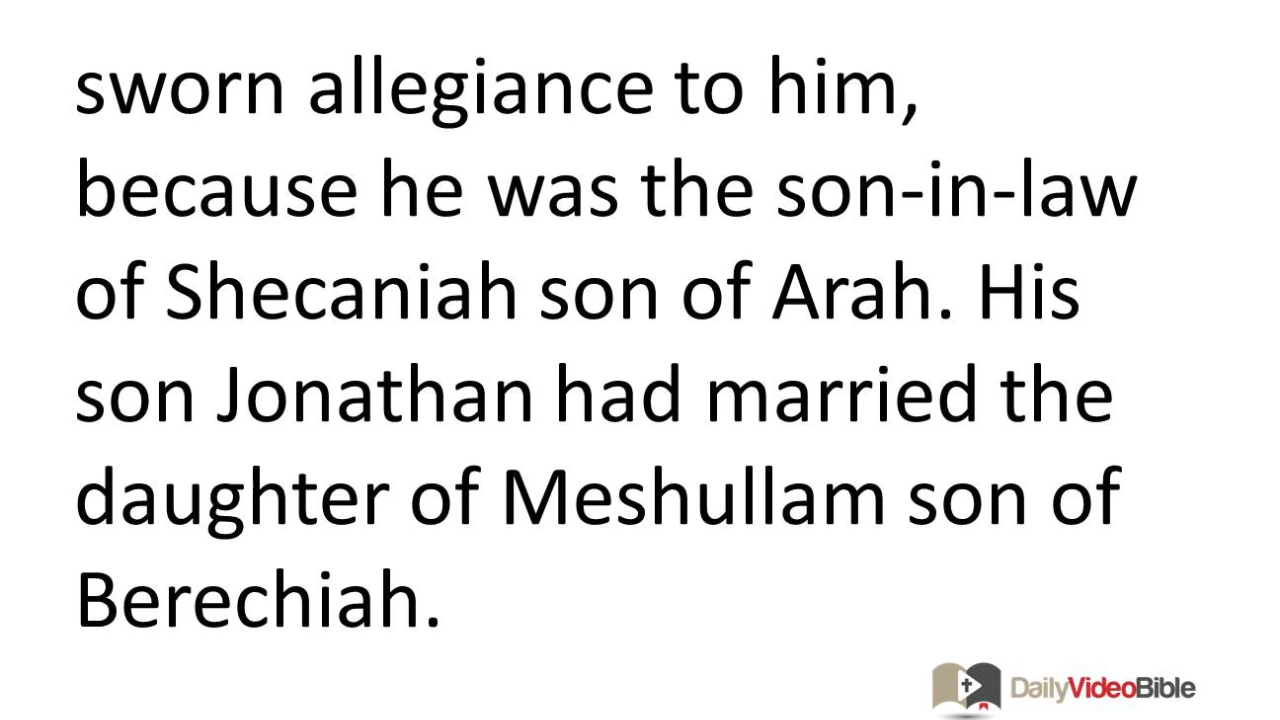 sworn allegiance to him,
because he was the son-in-law
of Shecaniah son of Arah. His
son Jonathan had married the
daughter of Meshullam son of
Berechiah.
DailyVideoBible